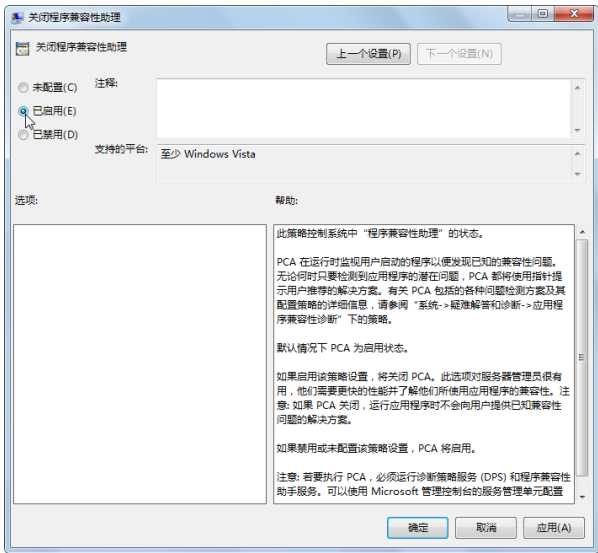 关闭程序兼容性助理
关闭程序兼容性助理
上一个设置(P)
下一个设置(N)
未配置(C)
注释:
已启用(E)
已禁用(D)
支持的平台:
至少 Windows Vista
选项:
帮助:
此策略控制系统中“程序兼容性助理”的状态。
PCA 在运行时监视用户启动的程序以便发现已知的兼容性问题。
无论何时只要检测到应用程序的潜在问题，PCA 都将使用指针提
示用户推荐的解决方案。有关 PCA 包括的各种问题检测方案及其
配置策略的详细信息，请参阅“系统->疑难解答和诊断->应用程
序兼容性诊断”下的策略。
默认情况下 PCA 为启用状态。
如果启用该策略设置，将关闭 PCA。此选项对服务器管理员很有
用，他们需要更快的性能并了解他们所使用应用程序的兼容性。注
意: 如果 PCA 关闭，运行应用程序时不会向用户提供已知兼容性
问题的解决方案。
如果禁用或未配置该策略设置，PCA 将启用。
注意: 若要执行 PCA，必须运行诊断策略服务 (DPS) 和程序兼容性
助手服务。可以使用 Microsoft 管理控制台的服务管理单元配置
确定
取消
应用(A)